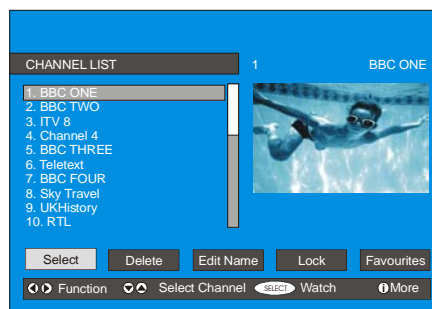 CHANNEL LIST
1 BBC ONE
1. BBC ONE
2. BBC TWO
3. ITV 8
4. Channel 4
5. BBC THREE
6. Teletext
7. BBC FOUR
8. Sky Travel
9. UKHistory
10. RTL
Select Delete Edit Name Lock Favourites
Function Select Channel SELECT Watch i More